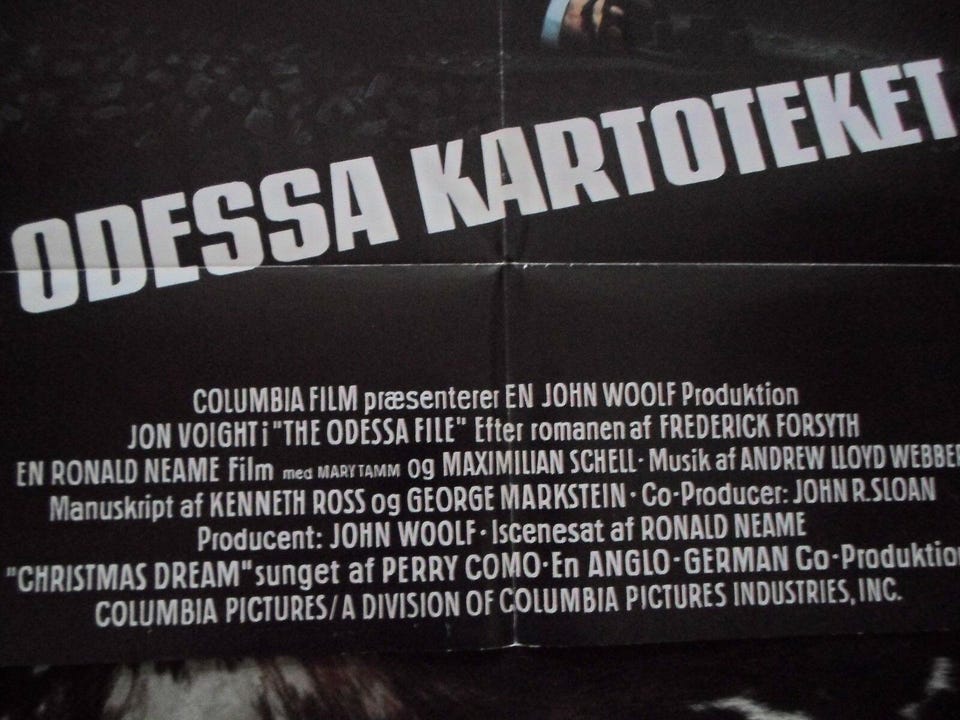 ODESSA KARTOTEKET
COLUMBIA FILM præsenterer EN JOHN WOOLF Produktion
JON VOIGHT i "THE ODESSA FILE" Efter romanen af FREDERICK FORSYTH
EN RONALD NEAME Film med MARY TAMM og MAXIMILIAN SCHELL · Musik af ANDREW LLOYD WEBBER
Manuskript af KENNETH ROSS og GEORGE MARKSTEIN · Co-Producer: JOHN R. SLOAN
Producent: JOHN WOOLF · Iscenesat af RONALD NEAME
"CHRISTMAS DREAM" sunget af PERRY COMO · En ANGLO-GERMAN Co-Produktion
COLUMBIA PICTURES/A DIVISION OF COLUMBIA PICTURES INDUSTRIES, INC.